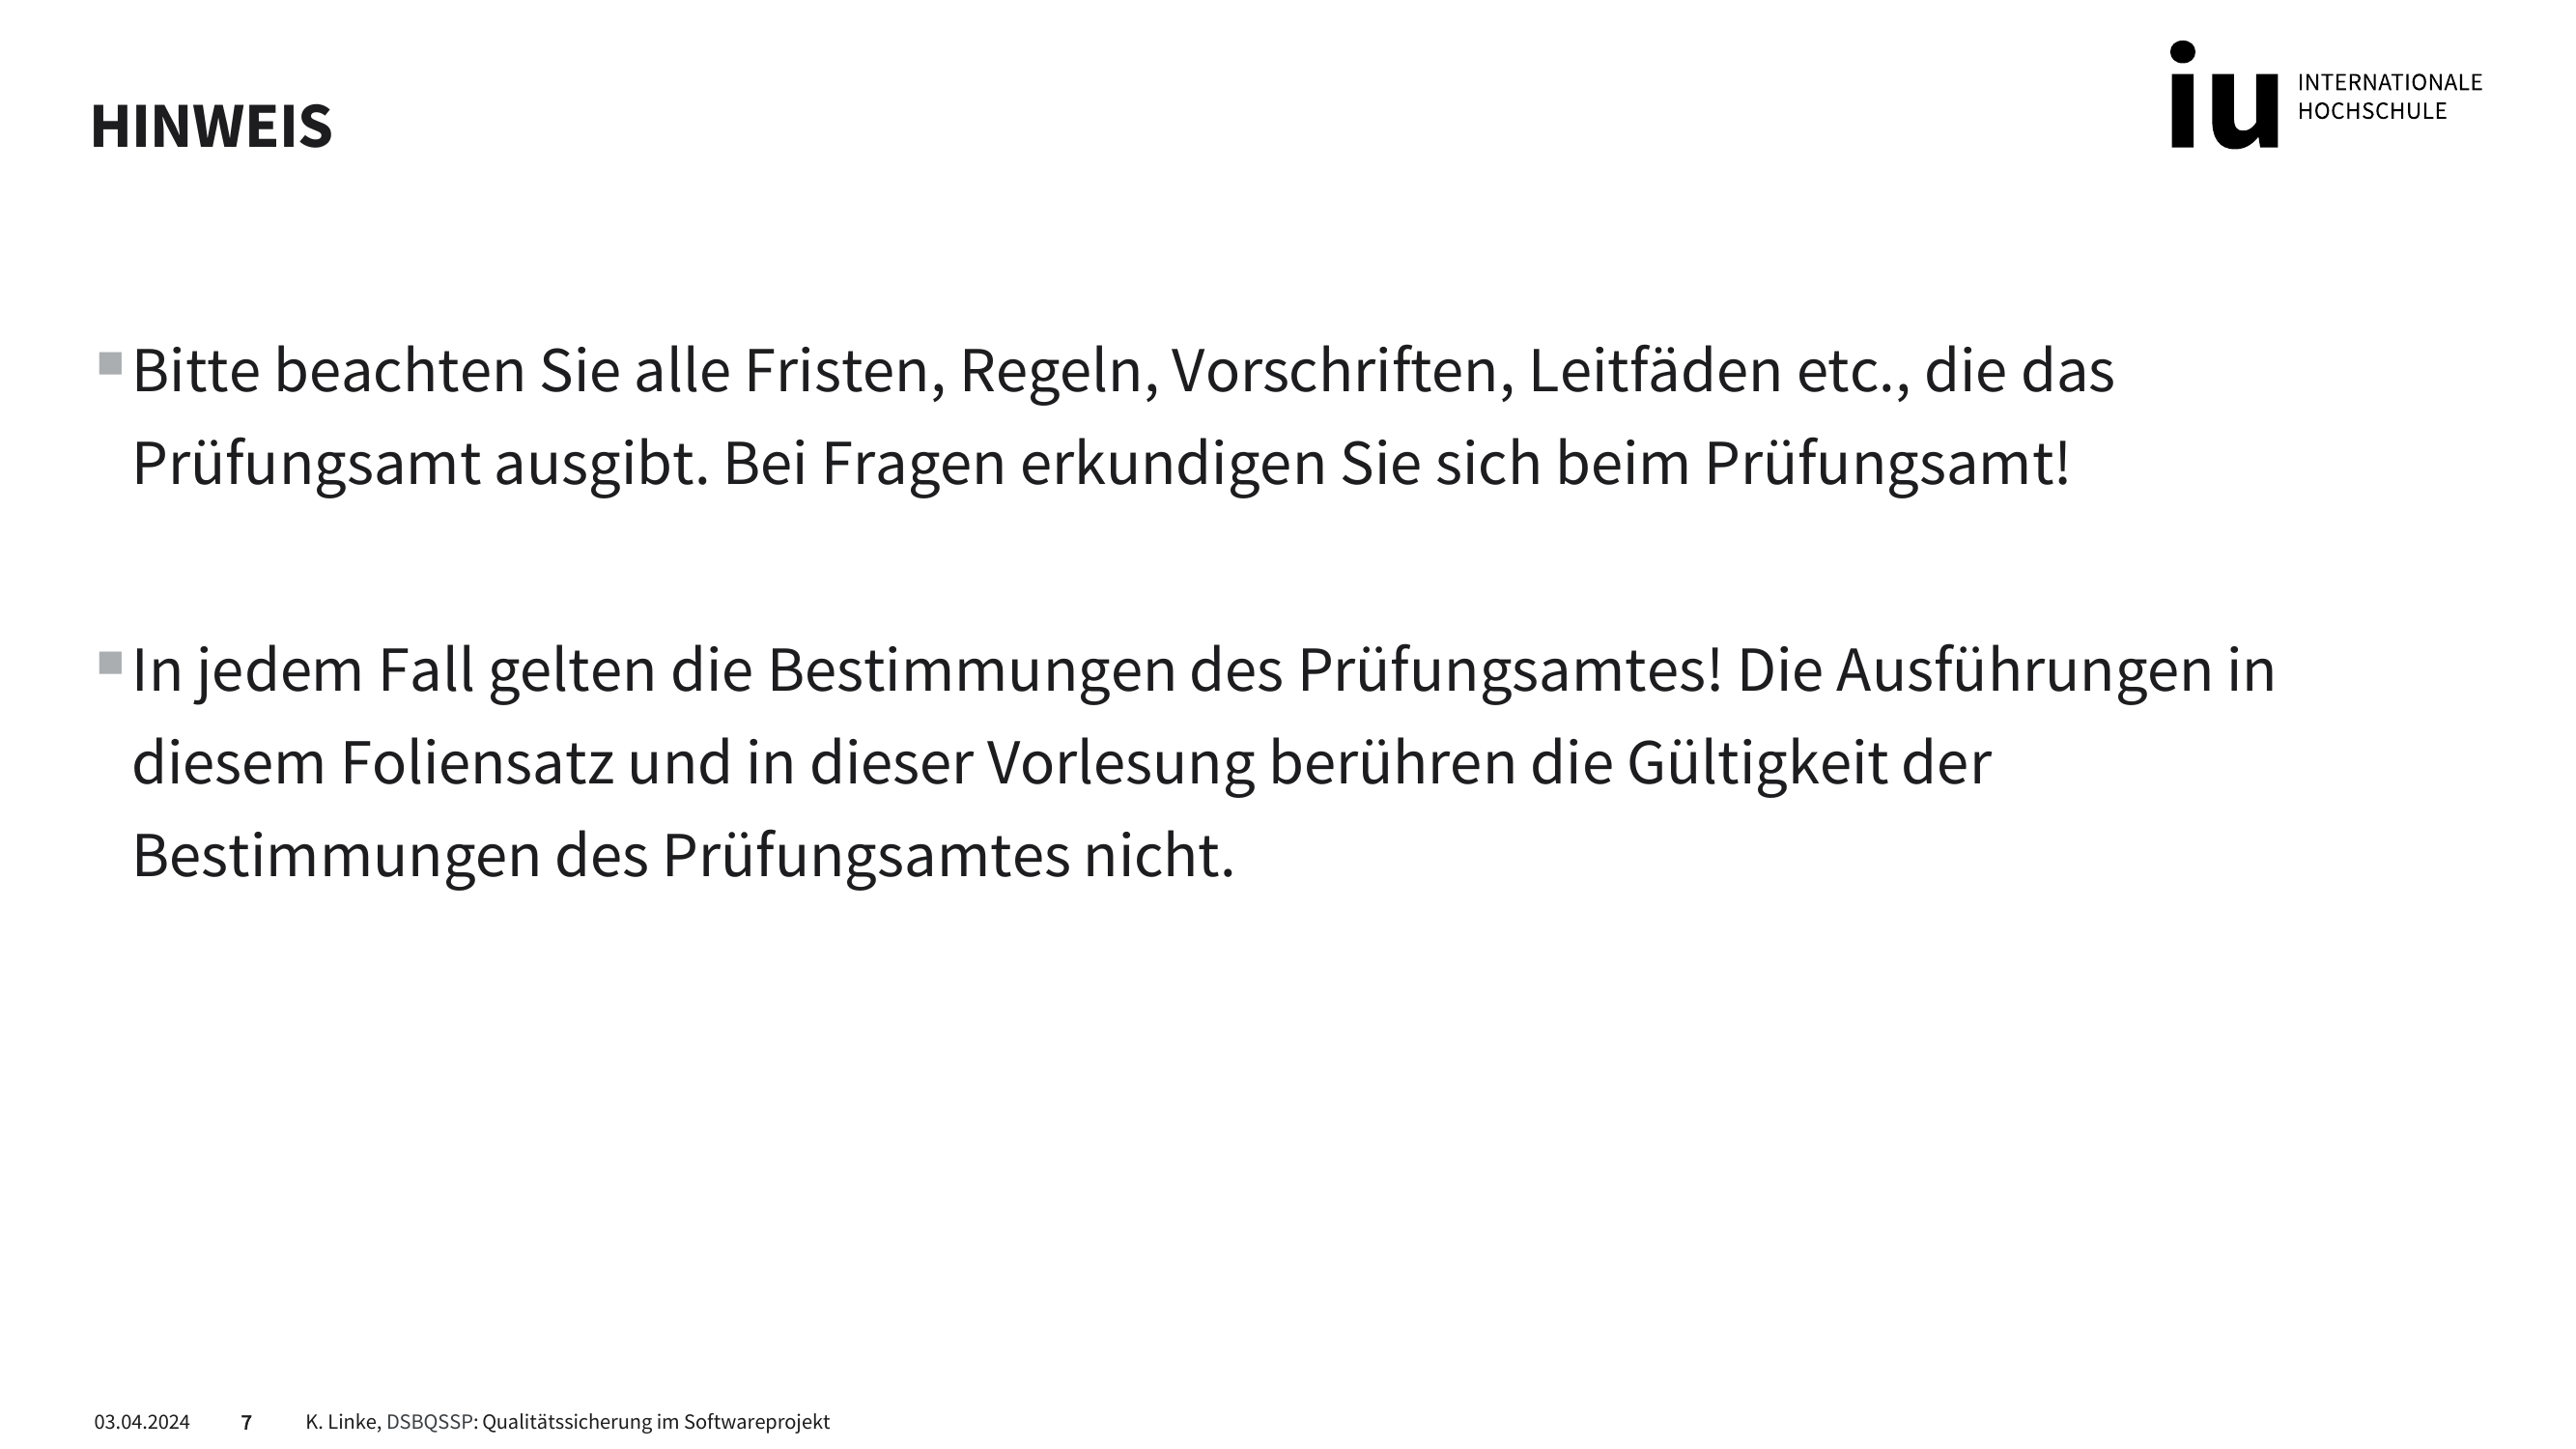 HINWEIS
iu INTERNATIONALE
HOCHSCHULE
Bitte beachten Sie alle Fristen, Regeln, Vorschriften, Leitfäden etc., die das
Prüfungsamt ausgibt. Bei Fragen erkundigen Sie sich beim Prüfungsamt!
In jedem Fall gelten die Bestimmungen des Prüfungsamtes! Die Ausführungen in
diesem Foliensatz und in dieser Vorlesung berühren die Gültigkeit der
Bestimmungen des Prüfungsamtes nicht.
03.04.2024 7 K. Linke, DSBQSSP: Qualitätssicherung im Softwareprojekt